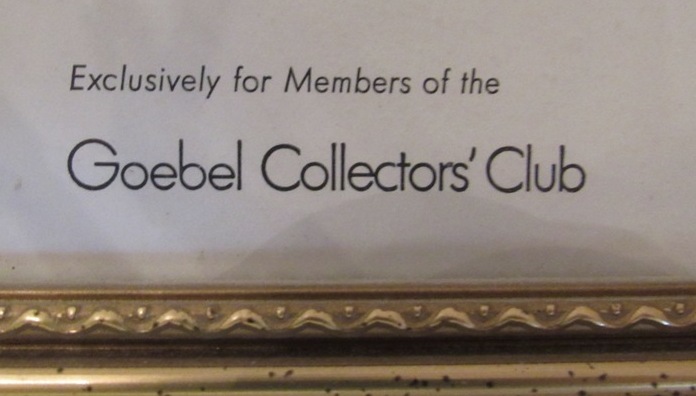 Exclusively for Members of the
Goebel Collectors' Club